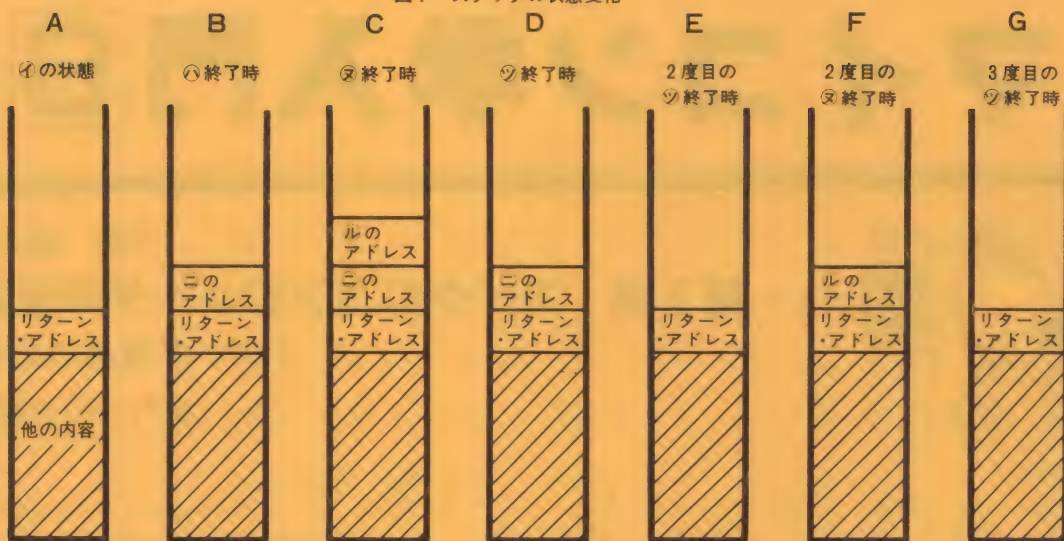 A
㋑の状態
リターン
・アドレス
他の内容
B
㋩終了時
㋥の
アドレス
リターン
・アドレス
C
㋦終了時
㋸の
アドレス
㋥の
アドレス
リターン
・アドレス
D
㋡終了時
㋥の
アドレス
リターン
・アドレス
E
2度目の
㋡終了時
リターン
・アドレス
F
2度目の
㋦終了時
㋸の
アドレス
リターン
・アドレス
G
3度目の
㋡終了時
リターン
・アドレス